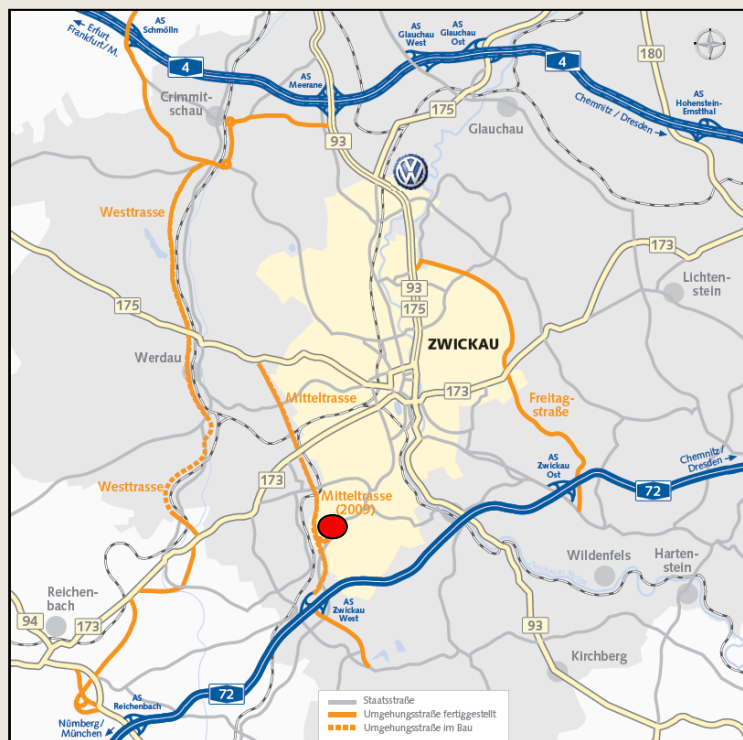 AS
Schmölln
Erfurt
Frankfurt/M.
AS
Glauchau
West
AS
Glauchau
Ost
180
4
4
AS
Meerane
AS
Hohenstein-
Ernstthal
Crimmit-
schau
175
Chemnitz / Dresden
Glauchau
93
VW
Westtrasse
173
Lichten-
stein
93
175
175
ZWICKAU
Werdau
Mitteltrasse
173
Freitag-
straße
AS
Zwickau
Ost
Chemnitz/
Dresden
173
72
Westtrasse
Mitteltrasse
(2009)
Wildenfels
Harten-
stein
Reichen-
bach
94
173
AS
Zwickau
West
93
Kirchberg
72
AS
Reichenbach
Nürnberg/
München
Staatsstraße
Umgehungsstraße fertiggestellt
Umgehungsstraße im Bau